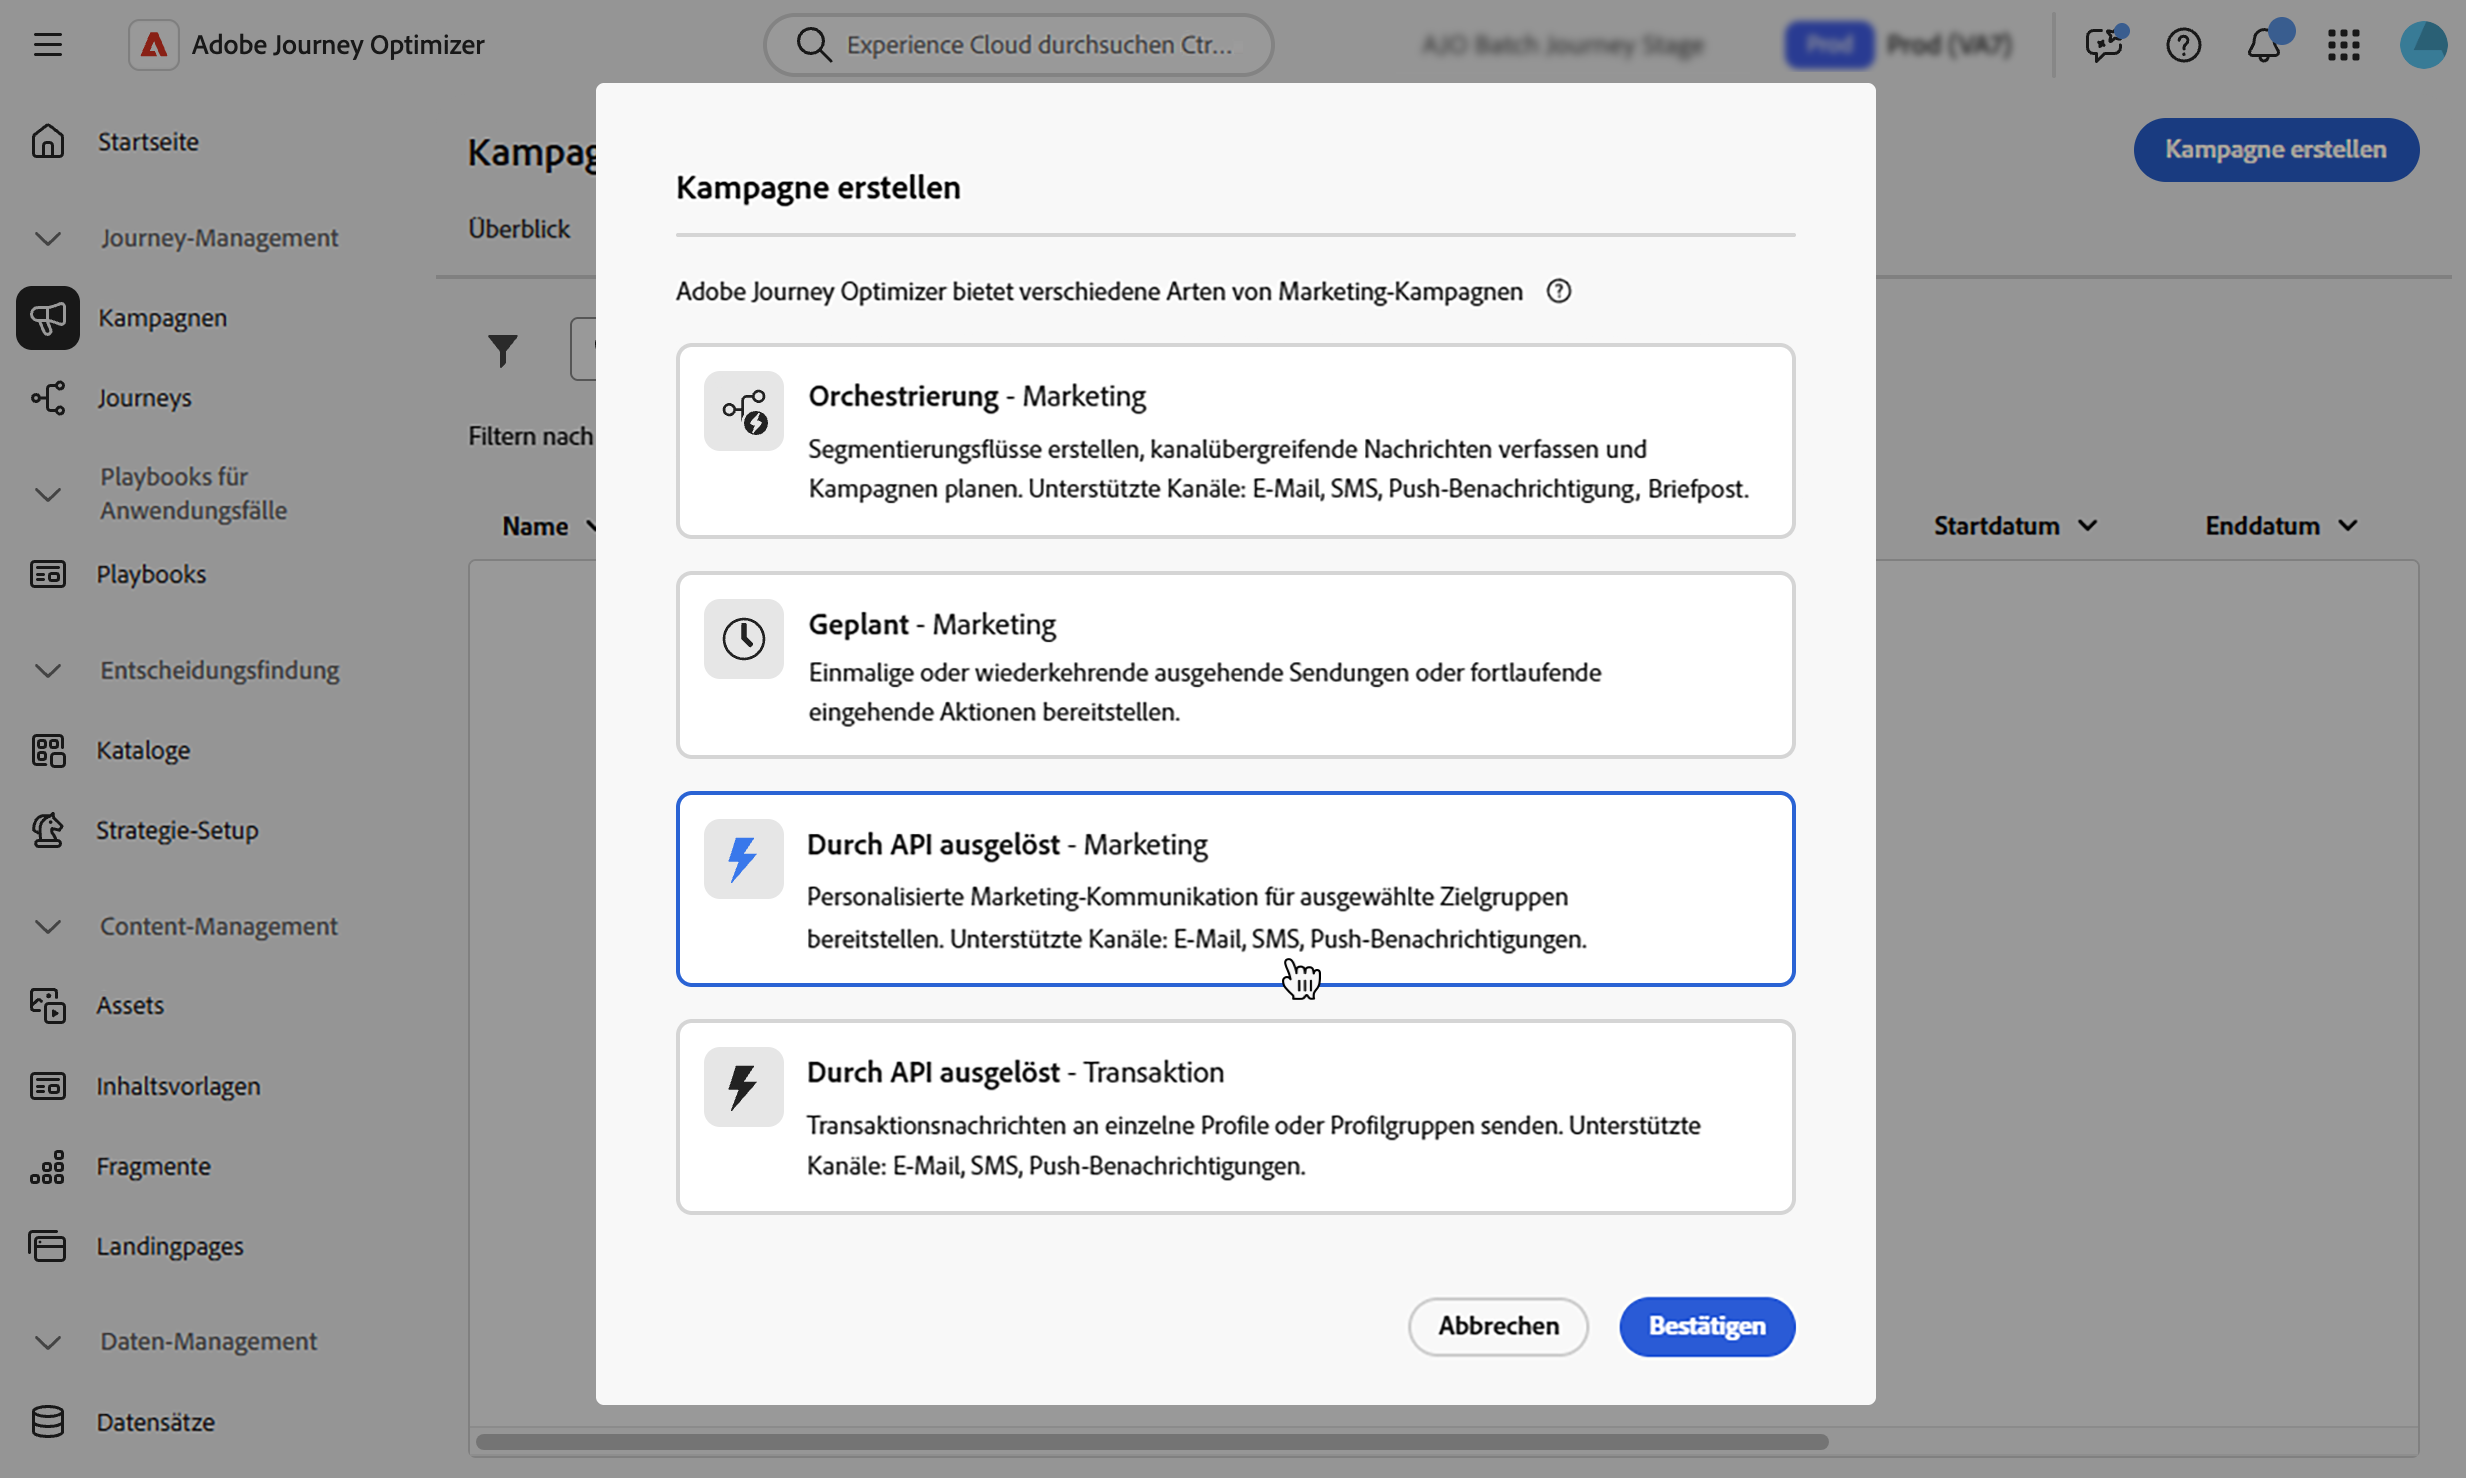 Adobe Journey Optimizer
Experience Cloud durchsuchen Ctr...
AJO Batch Journey Stage
Prod
Prod (VA7)
Startseite
Journey-Management
Kampagnen
Journeys
Playbooks für
Anwendungsfälle
Playbooks
Entscheidungsfindung
Kataloge
Strategie-Setup
Content-Management
Assets
Inhaltsvorlagen
Fragmente
Landingpages
Daten-Management
Datensätze
Kampag
Kampagne erstellen
Überblick
Filtern nach
Name
Startdatum
Enddatum
Kampagne erstellen
Adobe Journey Optimizer bietet verschiedene Arten von Marketing-Kampagnen
Orchestrierung - Marketing
Segmentierungsflüsse erstellen, kanalübergreifende Nachrichten verfassen und
Kampagnen planen. Unterstützte Kanäle: E-Mail, SMS, Push-Benachrichtigung, Briefpost.
Geplant - Marketing
Einmalige oder wiederkehrende ausgehende Sendungen oder fortlaufende
eingehende Aktionen bereitstellen.
Durch API ausgelöst - Marketing
Personalisierte Marketing-Kommunikation für ausgewählte Zielgruppen
bereitstellen. Unterstützte Kanäle: E-Mail, SMS, Push-Benachrichtigungen.
Durch API ausgelöst - Transaktion
Transaktionsnachrichten an einzelne Profile oder Profilgruppen senden. Unterstützte
Kanäle: E-Mail, SMS, Push-Benachrichtigungen.
Abbrechen
Bestätigen